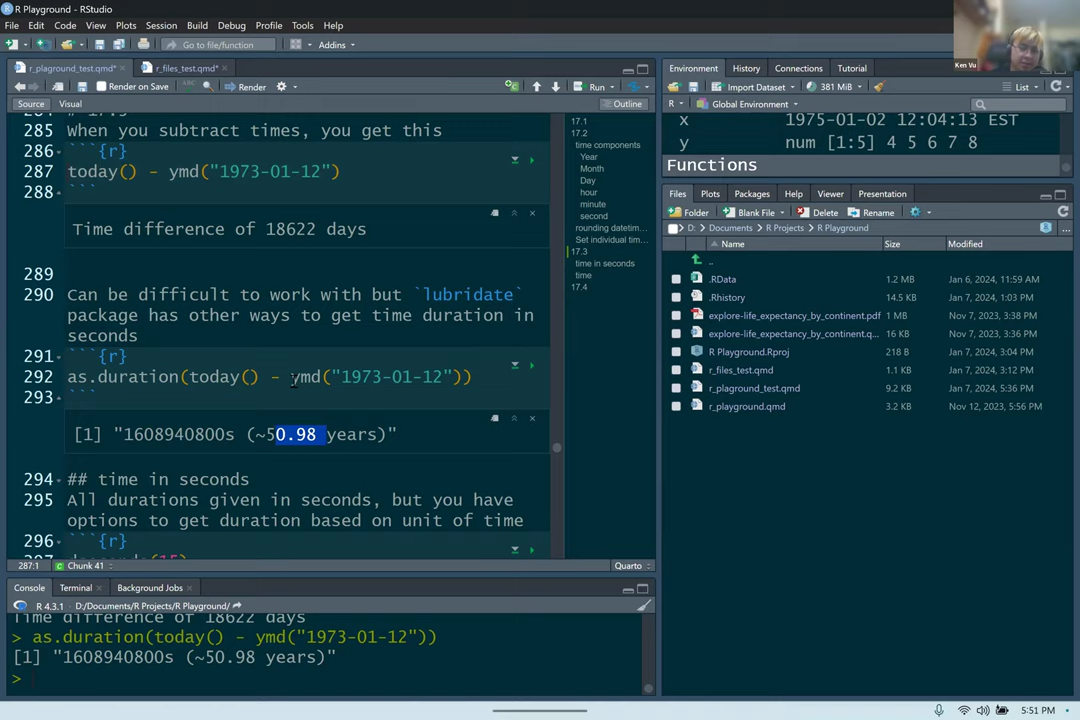 R Playground - RStudio
File Edit Code View Plots Session Build Debug Profile Tools Help
Go to file/function
Addins
r_plaground_test.qmd*
r_files_test.qmd*
Render on Save
Render
Run
Source
Visual
Outline
285 When you subtract times, you get this
286 ```{r}
287 today() - ymd("1973-01-12")
288 ```
Time difference of 18622 days
289
290 Can be difficult to work with but `lubridate`
package has other ways to get time duration in
seconds
291 ```{r}
292 as.duration(today() - ymd("1973-01-12"))
293 ```
[1] "1608940800s (~50.98 years)"
294 ## time in seconds
295 All durations given in seconds, but you have
options to get duration based on unit of time
296 ```{r}
17.1
17.2
time components
Year
Month
Day
hour
minute
second
rounding datetim...
Set individual tim...
17.3
time in seconds
time
17.4
287:1 Chunk 41
Quarto
Console Terminal Background Jobs
R 4.3.1 · D:/Documents/R Projects/R Playground/
Time difference of 18622 days
> as.duration(today() - ymd("1973-01-12"))
[1] "1608940800s (~50.98 years)"
>
Ken Vu
Environment History Connections Tutorial
Import Dataset
381 MiB
List
R
Global Environment
x 1975-01-02 12:04:13 EST
y num [1:5] 4 5 6 7 8
Functions
Files Plots Packages Help Viewer Presentation
Folder Blank File Delete Rename
D: Documents R Projects R Playground
Name Size Modified
..
.RData 1.2 MB Jan 6, 2024, 11:59 AM
.Rhistory 14.5 KB Jan 7, 2024, 1:03 PM
explore-life_expectancy_by_continent.pdf 1 MB Nov 7, 2023, 3:38 PM
explore-life_expectancy_by_continent.q... 16 KB Nov 7, 2023, 3:34 PM
R Playground.Rproj 218 B Jan 7, 2024, 5:21 PM
r_files_test.qmd 1.1 KB Jan 7, 2024, 3:12 PM
r_plaground_test.qmd 9.2 KB Jan 7, 2024, 5:42 PM
r_playground.qmd 3.2 KB Nov 12, 2023, 5:56 PM
5:51 PM